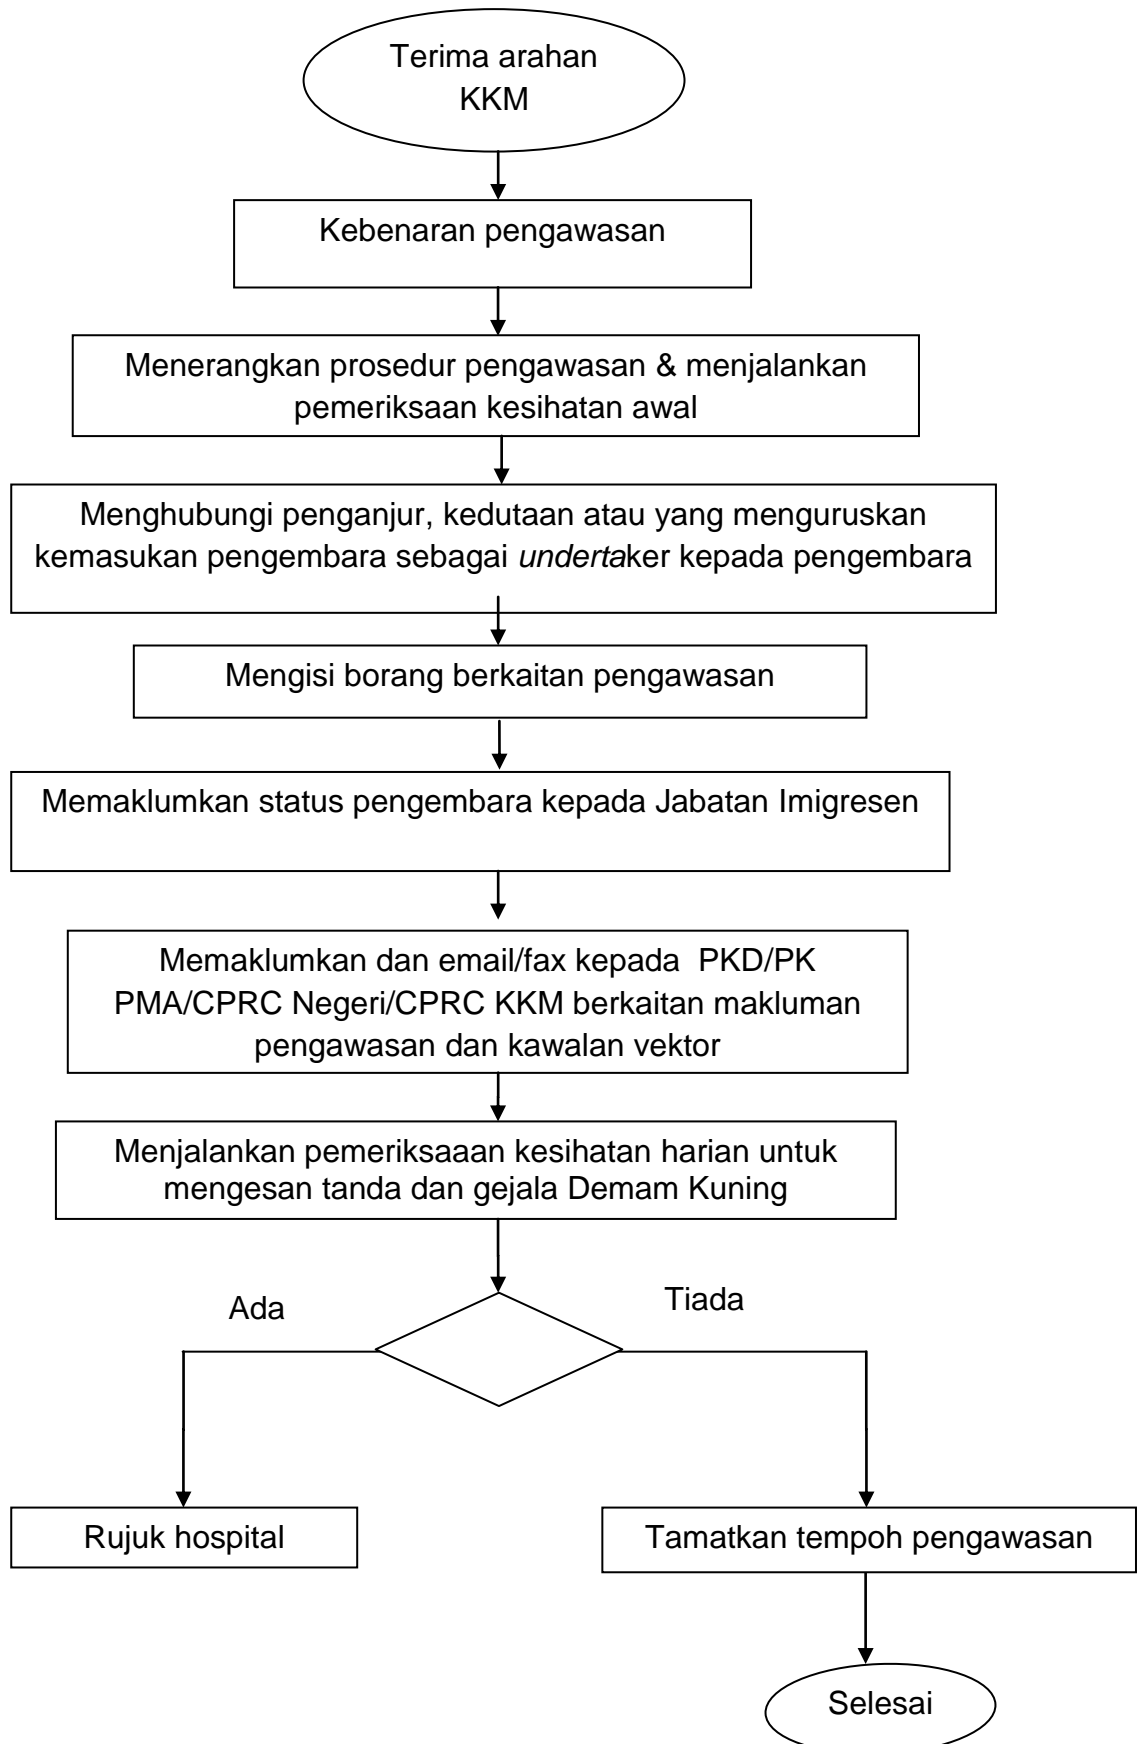 Terima arahan
KKM
Kebenaran pengawasan
Menerangkan prosedur pengawasan & menjalankan
pemeriksaan kesihatan awal
Menghubungi penganjur, kedutaan atau yang menguruskan
kemasukan pengembara sebagai undertaker kepada pengembara
Mengisi borang berkaitan pengawasan
Memaklumkan status pengembara kepada Jabatan Imigresen
Memaklumkan dan email/fax kepada PKD/PK
PMA/CPRC Negeri/CPRC KKM berkaitan makluman
pengawasan dan kawalan vektor
Menjalankan pemeriksaaan kesihatan harian untuk
mengesan tanda dan gejala Demam Kuning
Ada
Tiada
Rujuk hospital
Tamatkan tempoh pengawasan
Selesai